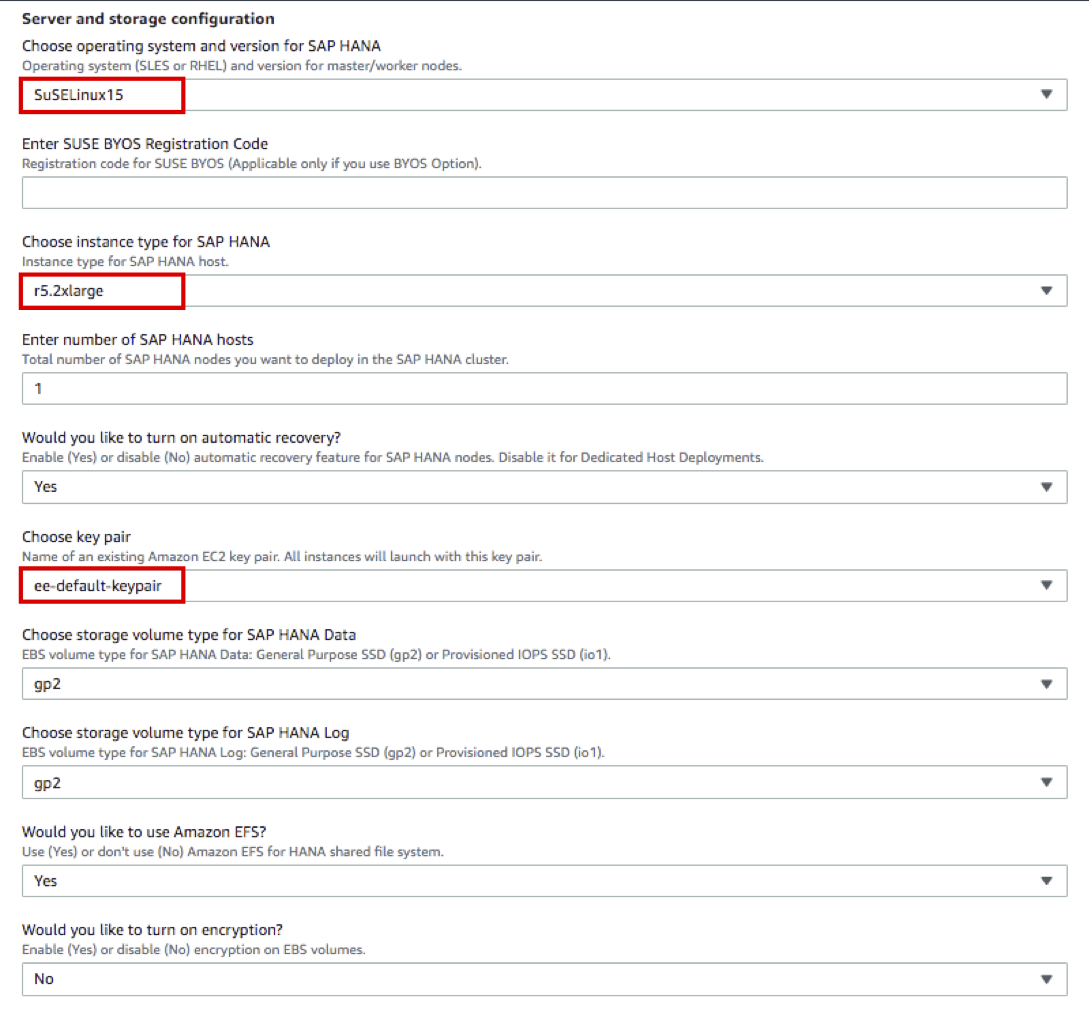 Server and storage configuration
Choose operating system and version for SAP HANA
Operating system (SLES or RHEL) and version for master/worker nodes.
SuSELinux15
Enter SUSE BYOS Registration Code
Registration code for SUSE BYOS (Applicable only if you use BYOS Option).
Choose instance type for SAP HANA
Instance type for SAP HANA host.
r5.2xlarge
Enter number of SAP HANA hosts
Total number of SAP HANA nodes you want to deploy in the SAP HANA cluster.
1
Would you like to turn on automatic recovery?
Enable (Yes) or disable (No) automatic recovery feature for SAP HANA nodes. Disable it for Dedicated Host Deployments.
Yes
Choose key pair
Name of an existing Amazon EC2 key pair. All instances will launch with this key pair.
ee-default-keypair
Choose storage volume type for SAP HANA Data
EBS volume type for SAP HANA Data: General Purpose SSD (gp2) or Provisioned IOPS SSD (io1).
gp2
Choose storage volume type for SAP HANA Log
EBS volume type for SAP HANA Log: General Purpose SSD (gp2) or Provisioned IOPS SSD (io1).
gp2
Would you like to use Amazon EFS?
Use (Yes) or don't use (No) Amazon EFS for HANA shared file system.
Yes
Would you like to turn on encryption?
Enable (Yes) or disable (No) encryption on EBS volumes.
No